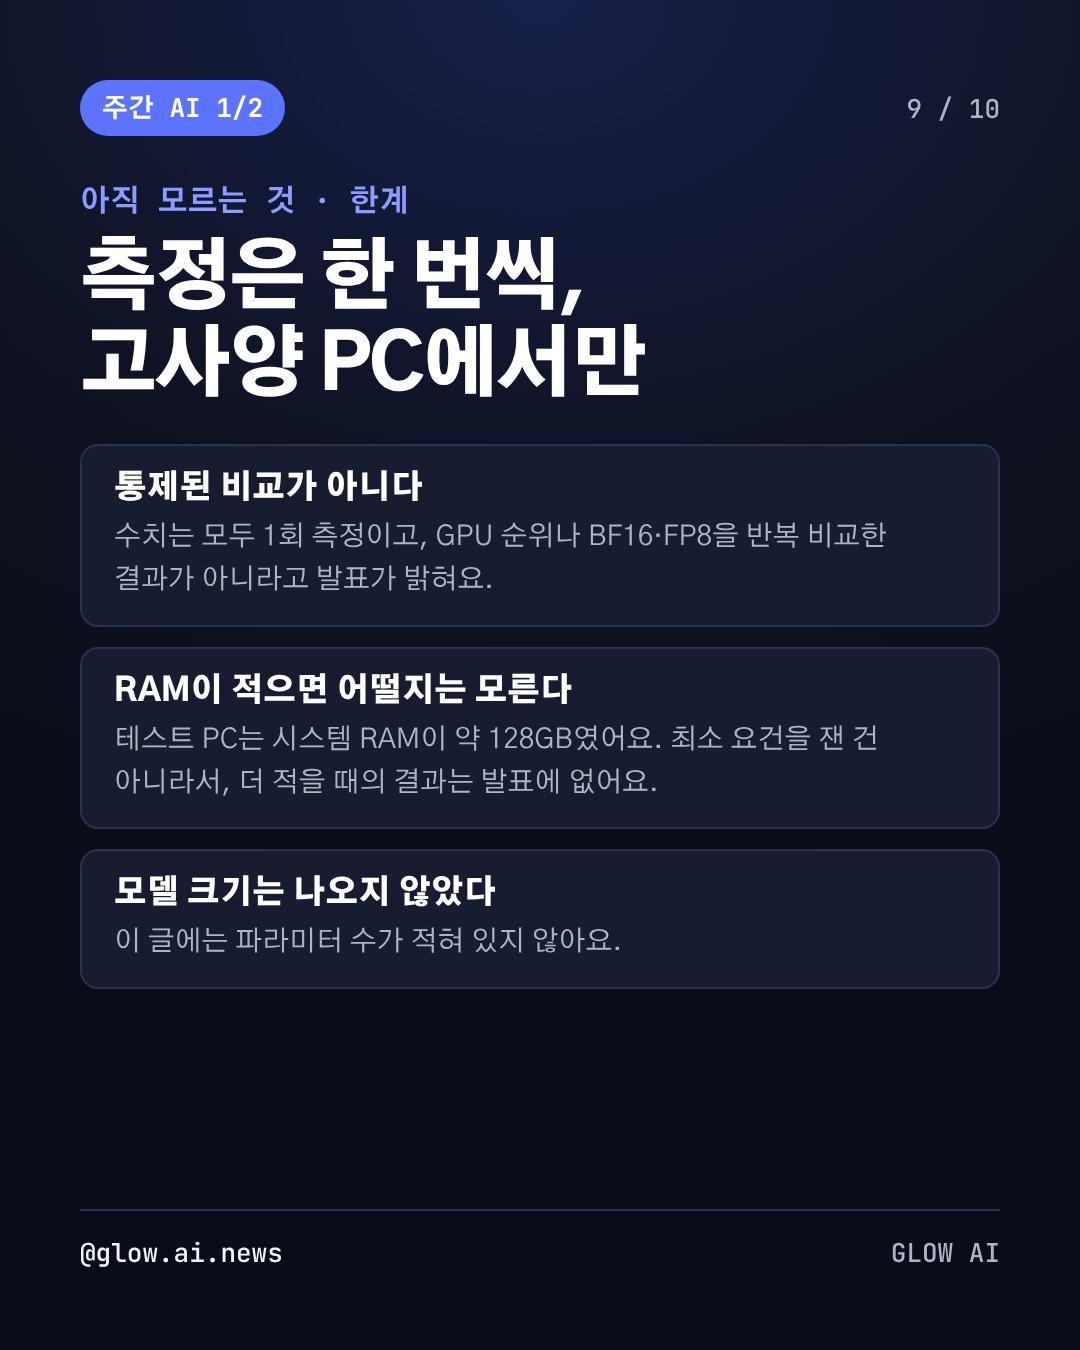 주간 AI 1/2
9 / 10
아직 모르는 것 · 한계
측정은 한 번씩,
고사양 PC에서만
통제된 비교가 아니다
수치는 모두 1회 측정이고, GPU 순위나 BF16·FP8을 반복 비교한
결과가 아니라고 발표가 밝혀요.
RAM이 적으면 어떨지는 모른다
테스트 PC는 시스템 RAM이 약 128GB였어요. 최소 요건을 잰 건
아니라서, 더 적을 때의 결과는 발표에 없어요.
모델 크기는 나오지 않았다
이 글에는 파라미터 수가 적혀 있지 않아요.
@glow.ai.news
GLOW AI